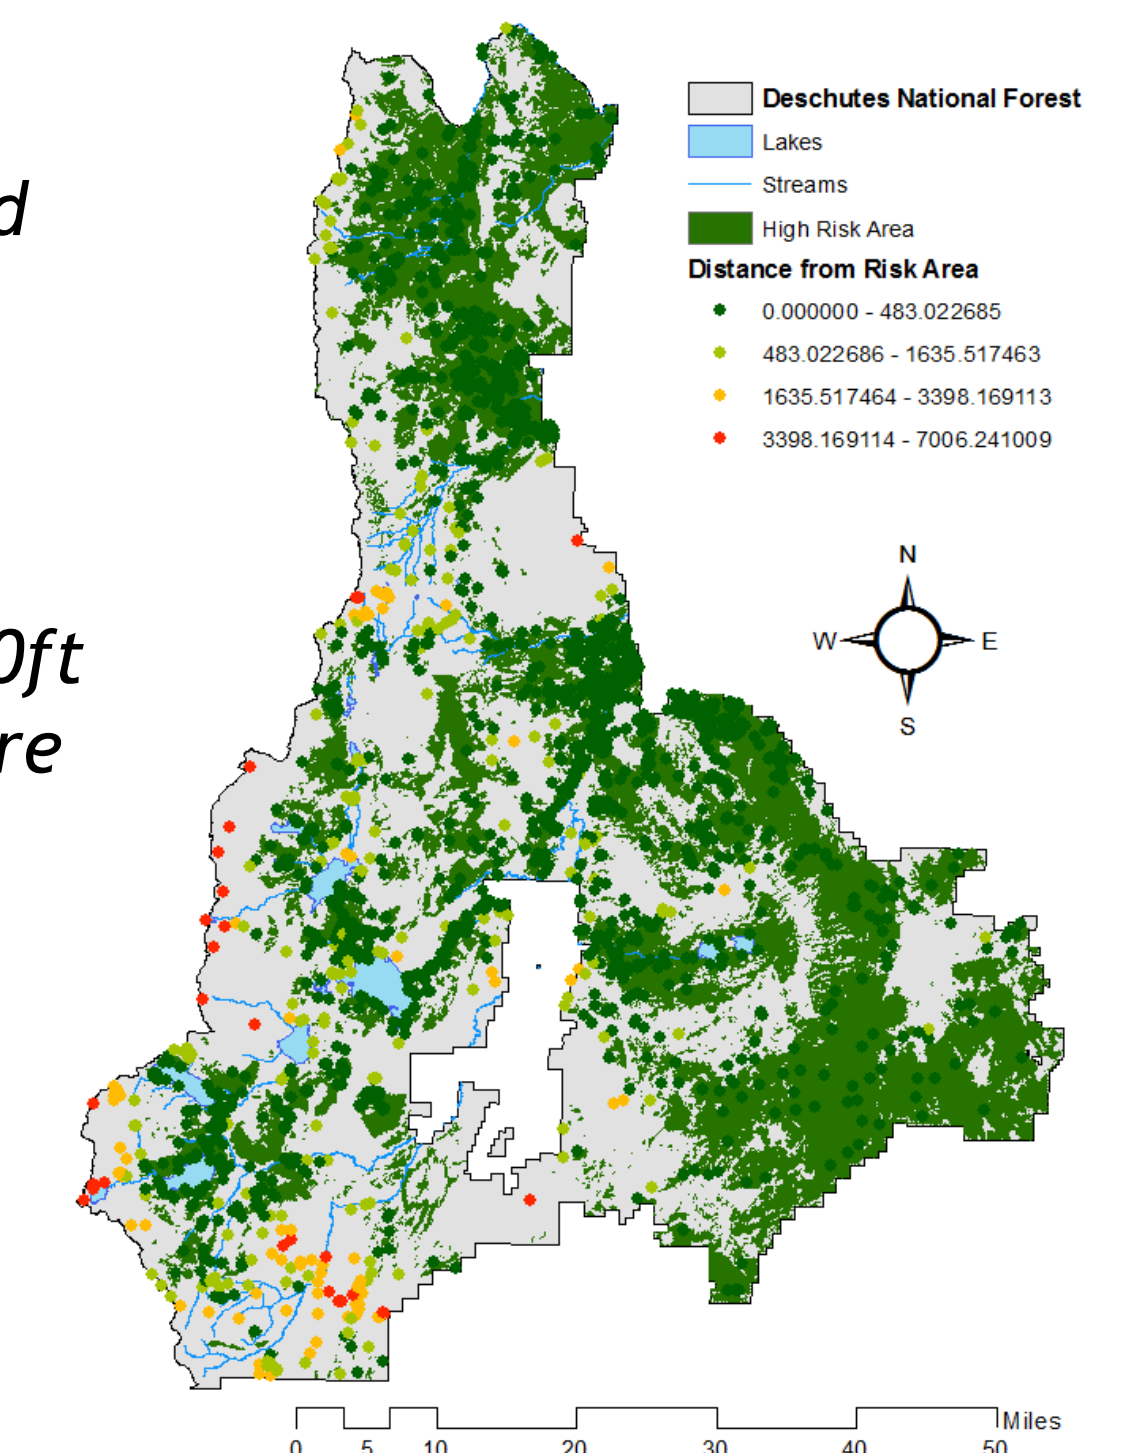 d
0ft
re
Deschutes National Forest
Lakes
Streams
High Risk Area
Distance from Risk Area
0.000000 - 483.022685
483.022686 - 1635.517463
1635.517464 - 3398.169113
3398.169114 - 7006.241009
N
W E
S
Miles
0 5 10 20 30 40 50